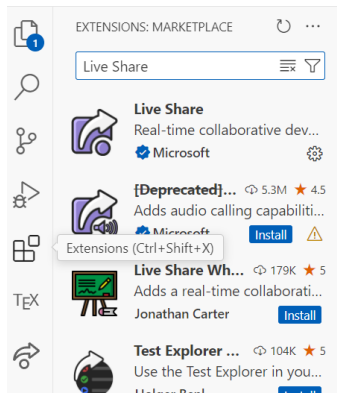 EXTENSIONS: MARKETPLACE
1
Live Share
Live Share
Real-time collaborative dev...
Microsoft
[Deprecated]... 5.3M ★ 4.5
Adds audio calling capabiliti...
Microsoft Install
Extensions (Ctrl+Shift+X)
Live Share Wh... 179K ★ 5
Adds a real-time collaborati...
Jonathan Carter Install
TEX
Test Explorer ... 104K ★ 5
Use the Test Explorer in you...